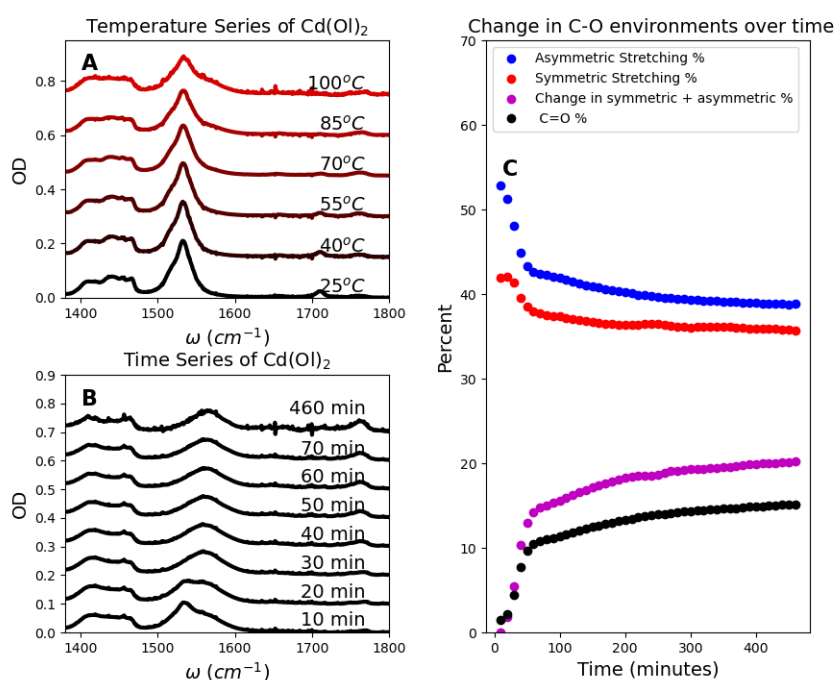 Temperature Series of Cd(Ol)₂
A
100°C
85°C
70°C
55°C
40°C
25°C
OD
0.8
0.6
0.4
0.2
0.0
1400 1500 1600 1700 1800
ω (cm⁻¹)
Time Series of Cd(Ol)₂
B
460 min
70 min
60 min
50 min
40 min
30 min
20 min
10 min
OD
0.9
0.8
0.7
0.6
0.5
0.4
0.3
0.2
0.1
0.0
1400 1500 1600 1700 1800
ω (cm⁻¹)
Change in C-O environments over time
Asymmetric Stretching %
Symmetric Stretching %
Change in symmetric + asymmetric %
C=O %
C
Percent
70
60
50
40
30
20
10
0
0 100 200 300 400
Time (minutes)